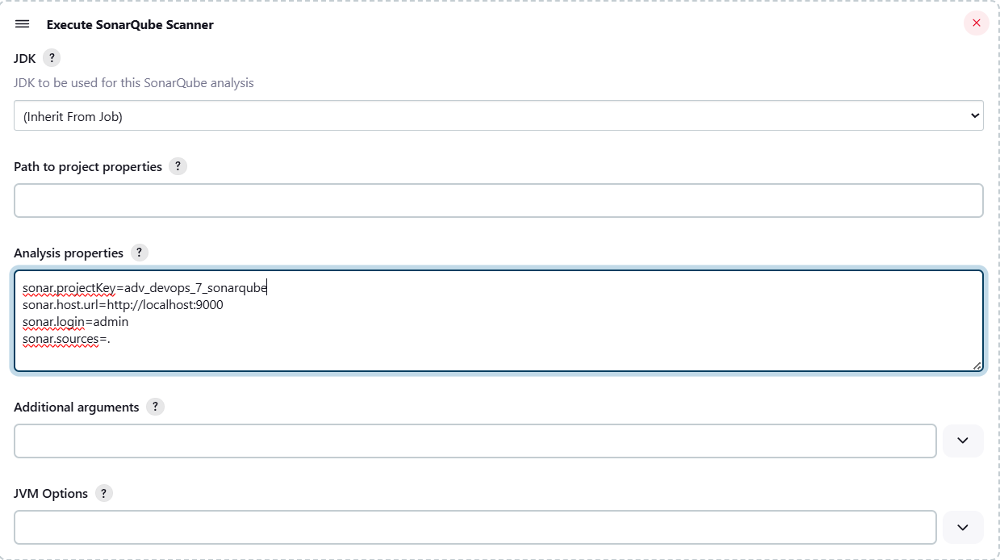 Execute SonarQube Scanner
JDK ?
JDK to be used for this SonarQube analysis
(Inherit From Job)
Path to project properties ?
Analysis properties ?
sonar.projectKey=adv_devops_7_sonarqube
sonar.host.url=http://localhost:9000
sonar.login=admin
sonar.sources=.
Additional arguments ?
JVM Options ?